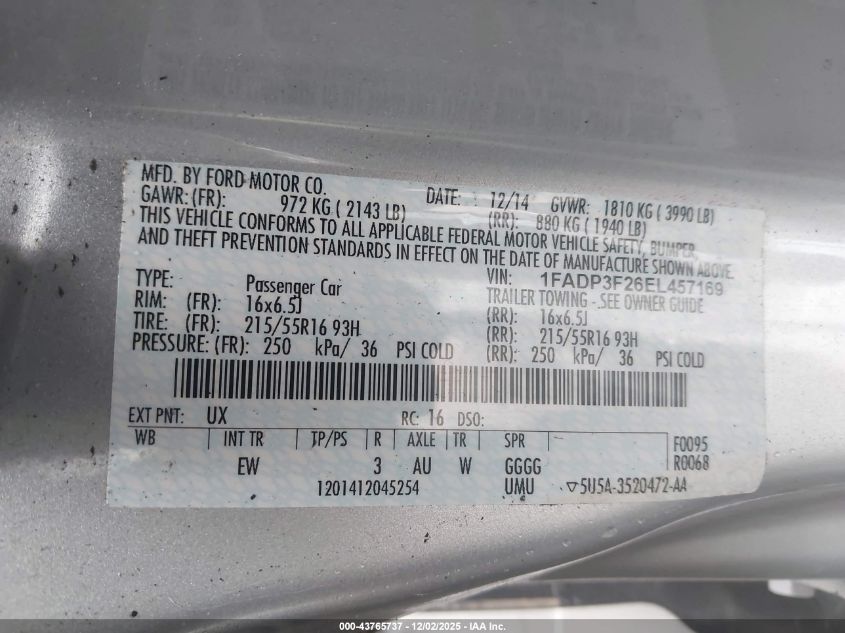 MFD. BY FORD MOTOR CO. DATE: 12/14 GVWR: 1810 KG ( 3990 LB)
GAWR: (FR): 972 KG ( 2143 LB) (RR): 880 KG ( 1940 LB)
THIS VEHICLE CONFORMS TO ALL APPLICABLE FEDERAL MOTOR VEHICLE SAFETY, BUMPER,
AND THEFT PREVENTION STANDARDS IN EFFECT ON THE DATE OF MANUFACTURE SHOWN ABOVE.
VIN: 1FADP3F26EL457169
TYPE: Passenger Car TRAILER TOWING - SEE OWNER GUIDE
RIM: (FR): 16x6.5J (RR): 16x6.5J
TIRE: (FR): 215/55R16 93H (RR): 215/55R16 93H
PRESSURE: (FR): 250 kPa/ 36 PSI COLD (RR): 250 kPa/ 36 PSI COLD
EXT PNT: UX RC: 16 DSO:
WB INT TR TP/PS R AXLE TR SPR F0095
EW 3 AU W GGGG R0068
1201412045254 UMU ▽5U5A-3520472-AA
000-43765737 - 12/02/2025 - IAA Inc.